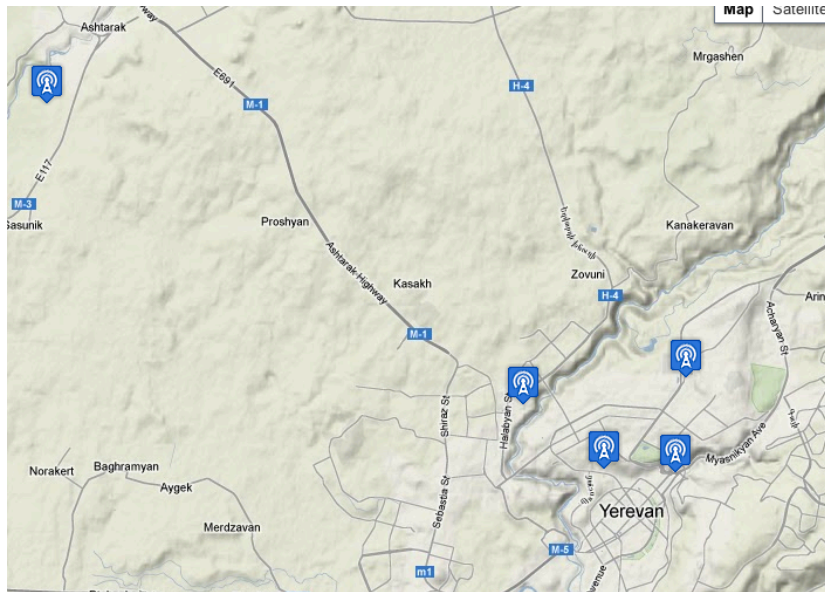 Map
Satellite
Ashtarak
E691
Mrgashen
H-4
M-1
E117
M-3
Sasunik
Proshyan
Kanakeravan
Ashtarak Highway
Zovuni
Kasakh
H-4
Acharyan St
M-1
Halabyan St
Shiraz St
Myasnikyan Ave
Norakert
Baghramyan
Aygek
Sebastia St
Yerevan
Merdzavan
M-5
m1